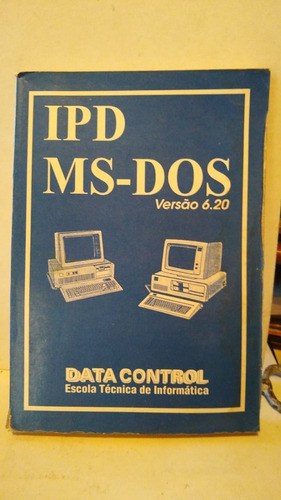 IPD
MS-DOS
Versão 6.20
DATA CONTROL
Escola Técnica de Informática